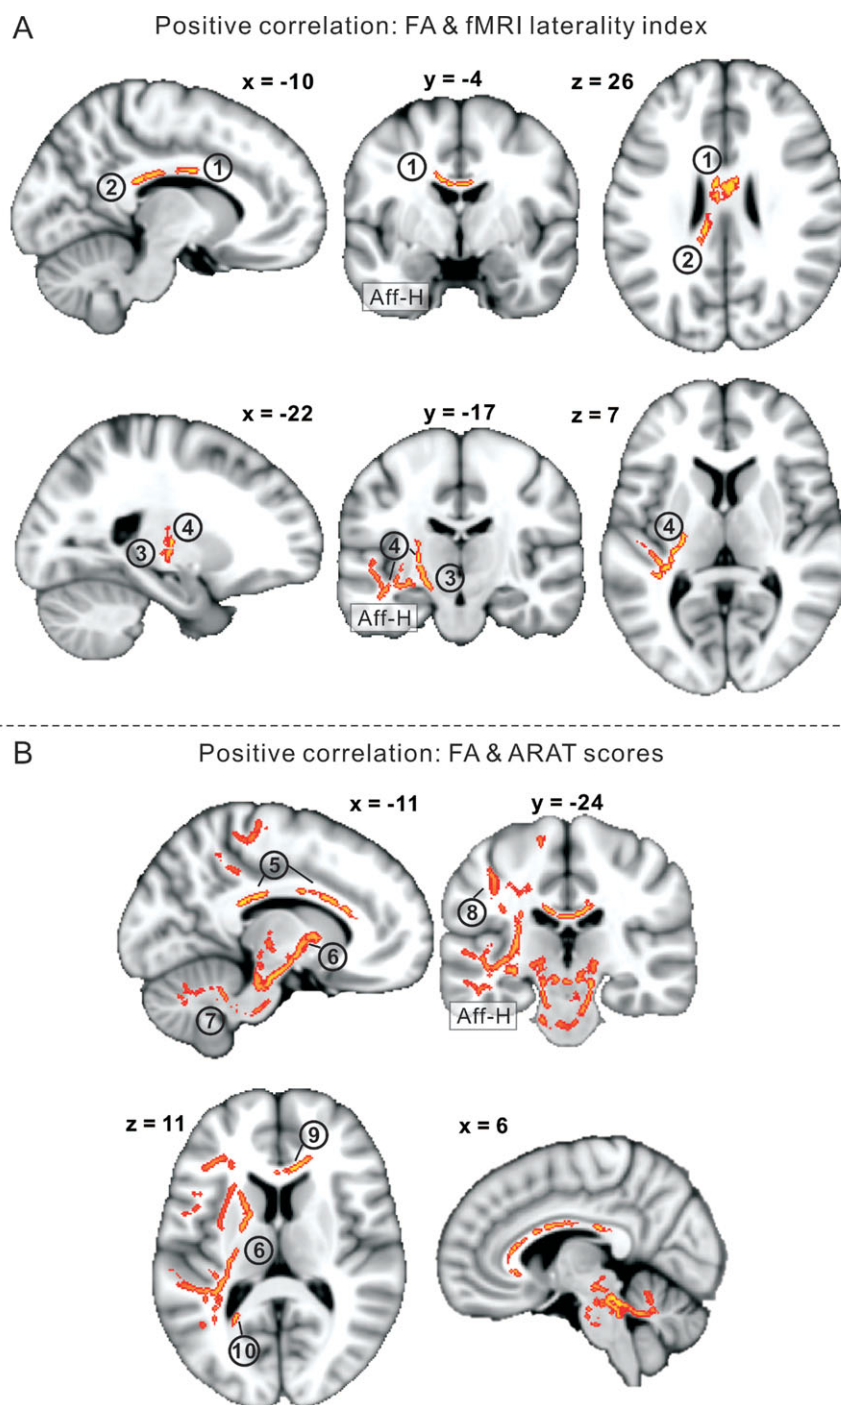 A
Positive correlation: FA & fMRI laterality index
x = -10
y = -4
z = 26
2
1
1
1
2
Aff-H
x = -22
y = -17
z = 7
3
4
4
3
4
Aff-H
B
Positive correlation: FA & ARAT scores
x = -11
y = -24
5
6
7
8
Aff-H
z = 11
x = 6
9
6
10